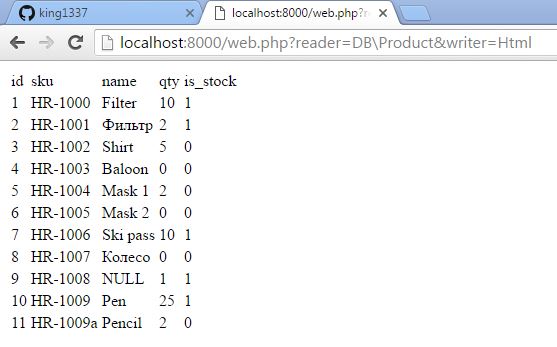 king1337
localhost:8000/web.php?r
localhost:8000/web.php?reader=DB\Product&writer=Html
id sku name qty is_stock
1 HR-1000 Filter 10 1
2 HR-1001 Фильтр 2 1
3 HR-1002 Shirt 5 0
4 HR-1003 Baloon 0 0
5 HR-1004 Mask 1 2 0
6 HR-1005 Mask 2 0 0
7 HR-1006 Ski pass 10 1
8 HR-1007 Колесо 0 0
9 HR-1008 NULL 1 1
10 HR-1009 Pen 25 1
11 HR-1009a Pencil 2 0